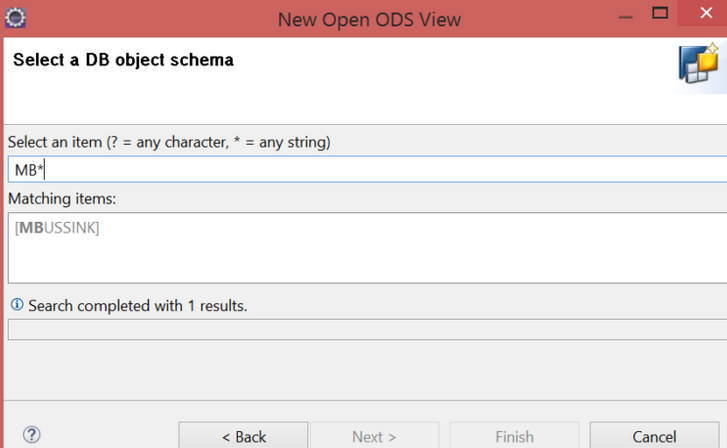 New Open ODS View
Select a DB object schema
Select an item (? = any character, * = any string)
MB*
Matching items:
[MBUSSINK]
Search completed with 1 results.
< Back
Next >
Finish
Cancel